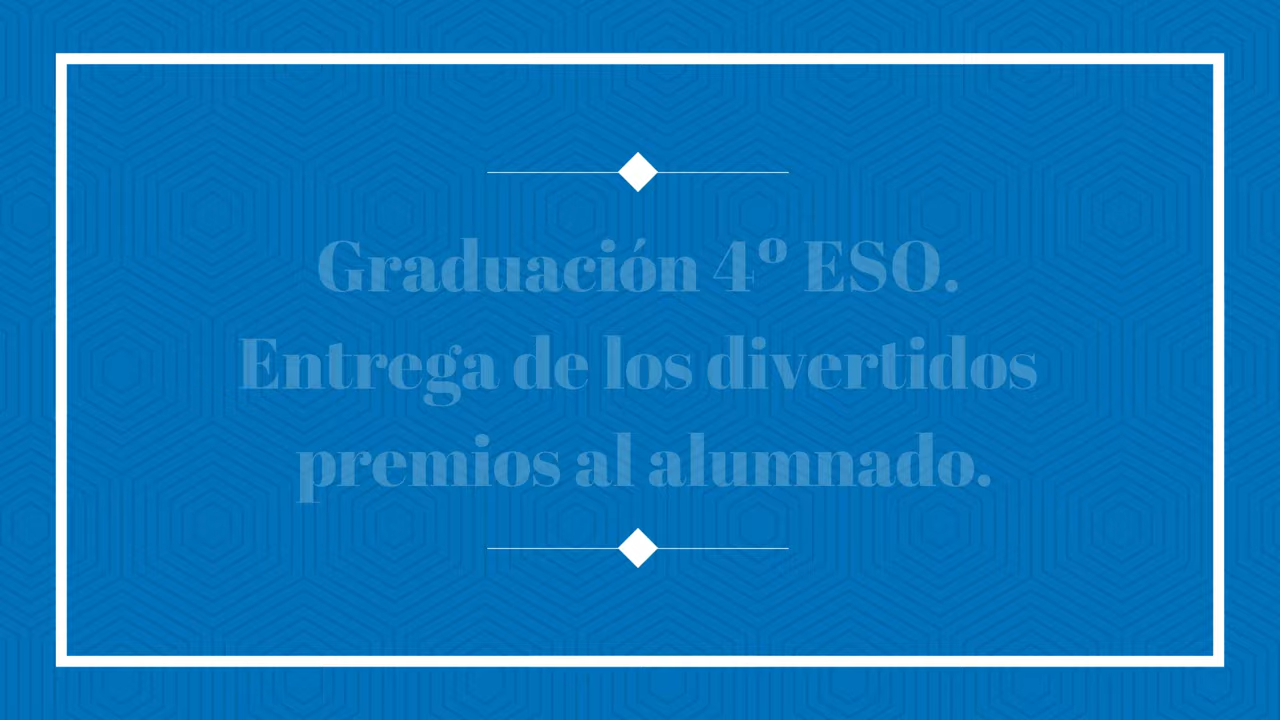 Graduación 4º ESO.
Entrega de los divertidos
premios al alumnado.